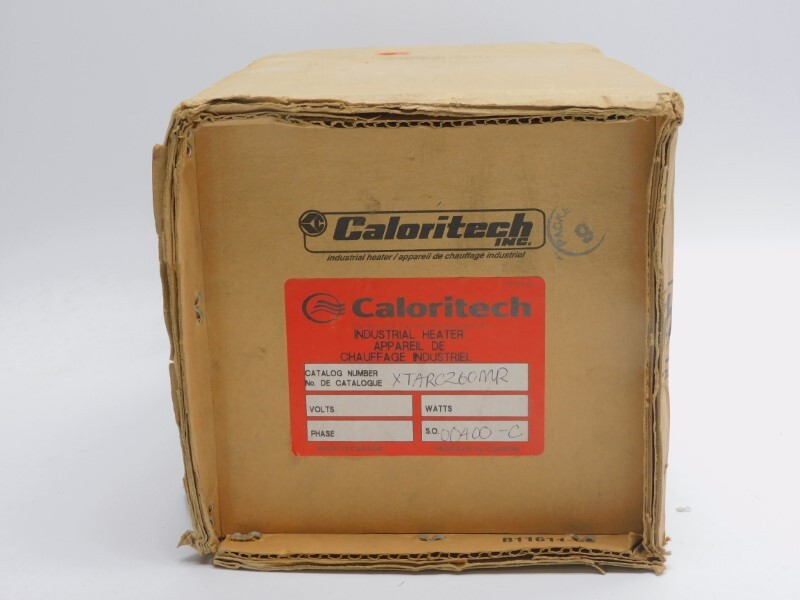 Caloritech
INC.
industrial heater / appareil de chauffage industriel
9
Caloritech
INDUSTRIAL HEATER
APPAREIL DE
CHAUFFAGE INDUSTRIEL
CATALOG NUMBER XTARC260MR
No. DE CATALOGUE
VOLTS WATTS
PHASE S.O.